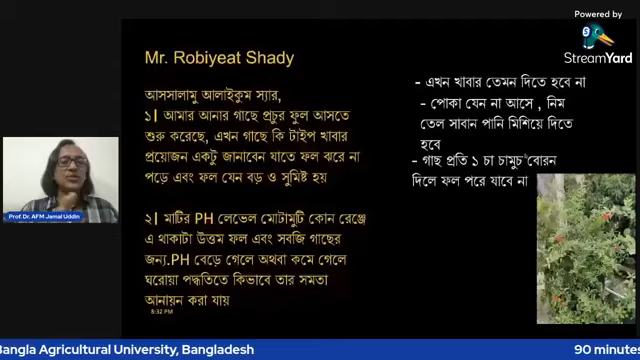 Powered by
StreamYard
Mr. Robiyeat Shady
আসসালামু আলাইকুম স্যার,
১| আমার আনার গাছে প্রচুর ফুল আসতে
শুরু করেছে, এখন গাছে কি টাইপ খাবার
প্রয়োজন একটু জানাবেন যাতে ফল ঝরে না
পড়ে এবং ফল যেন বড় ও সুমিষ্ট হয়
২| মাটির PH লেভেল মোটামুটি কোন রেঞ্জে
এ থাকাটা উত্তম ফল এবং সবজি গাছের
জন্য.PH বেড়ে গেলে অথবা কমে গেলে
ঘরোয়া পদ্ধতিতে কিভাবে তার সমতা
আনায়ন করা যায়
8:32 PM
- এখন খাবার তেমন দিতে হবে না
- পোকা যেন না আসে , নিম
তেল সাবান পানি মিশিয়ে দিতে
হবে
- গাছ প্রতি ১ চা চামুচ বোরন
দিলে ফল পরে যাবে না
Prof. Dr. AFM Jamal Uddin
Bangla Agricultural University, Bangladesh
90 minutes